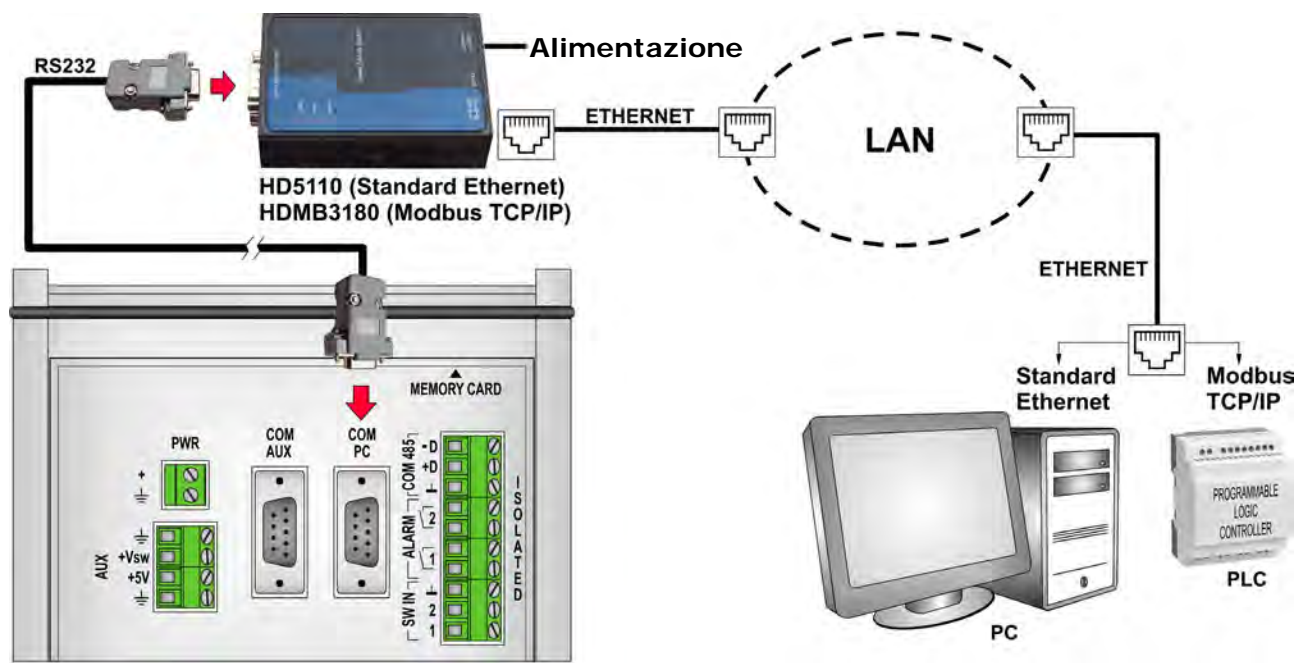 Alimentazione
RS232
ETHERNET
LAN
HD5110 (Standard Ethernet)
HDMB3180 (Modbus TCP/IP)
ETHERNET
Standard
Ethernet
Modbus
TCP/IP
MEMORY CARD
PWR
COM
AUX
COM
PC
+
AUX
+Vsw
+5V
COM 485
-D
+D
ALARM
2
1
SW IN
2
1
ISOLATED
PROGRAMMABLE
LOGIC
CONTROLLER
PLC
PC